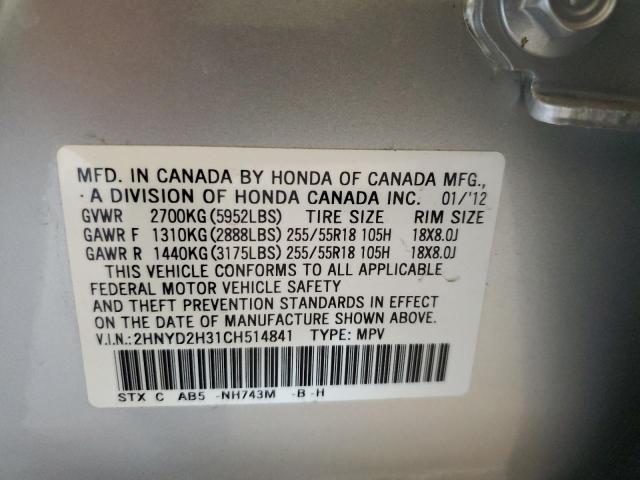 MFD. IN CANADA BY HONDA OF CANADA MFG.,
A DIVISION OF HONDA CANADA INC. 01/'12
GVWR 2700KG(5952LBS) TIRE SIZE RIM SIZE
GAWR F 1310KG(2888LBS) 255/55R18 105H 18X8.0J
GAWR R 1440KG(3175LBS) 255/55R18 105H 18X8.0J
THIS VEHICLE CONFORMS TO ALL APPLICABLE
FEDERAL MOTOR VEHICLE SAFETY
AND THEFT PREVENTION STANDARDS IN EFFECT
ON THE DATE OF MANUFACTURE SHOWN ABOVE.
V.I.N.:2HNYD2H31CH514841 TYPE: MPV
STX C AB5 -NH743M -B -H